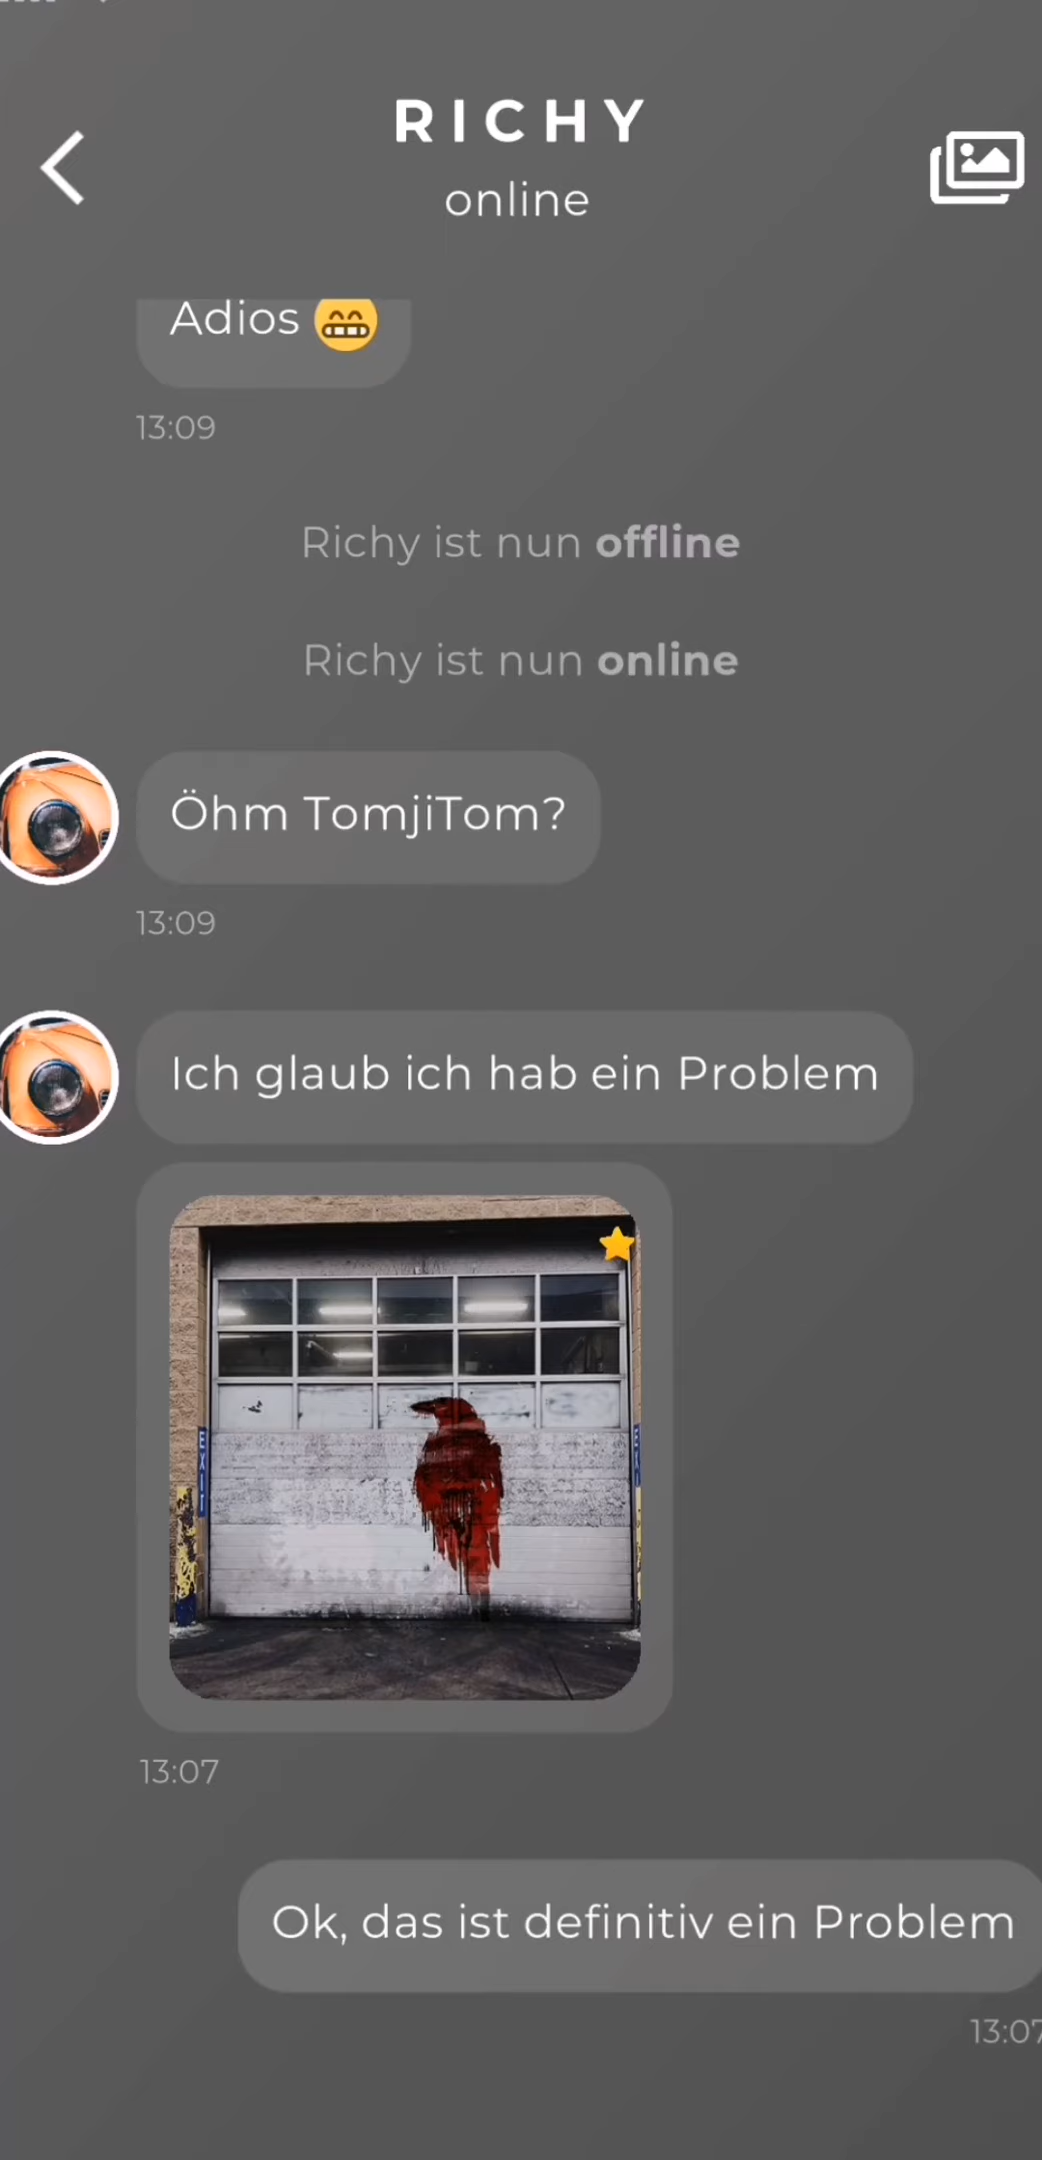 RICHY
online
Adios 😁
13:09
Richy ist nun offline
Richy ist nun online
Öhm TomjiTom?
13:09
Ich glaub ich hab ein Problem
EXIT
13:07
Ok, das ist definitiv ein Problem
13:07